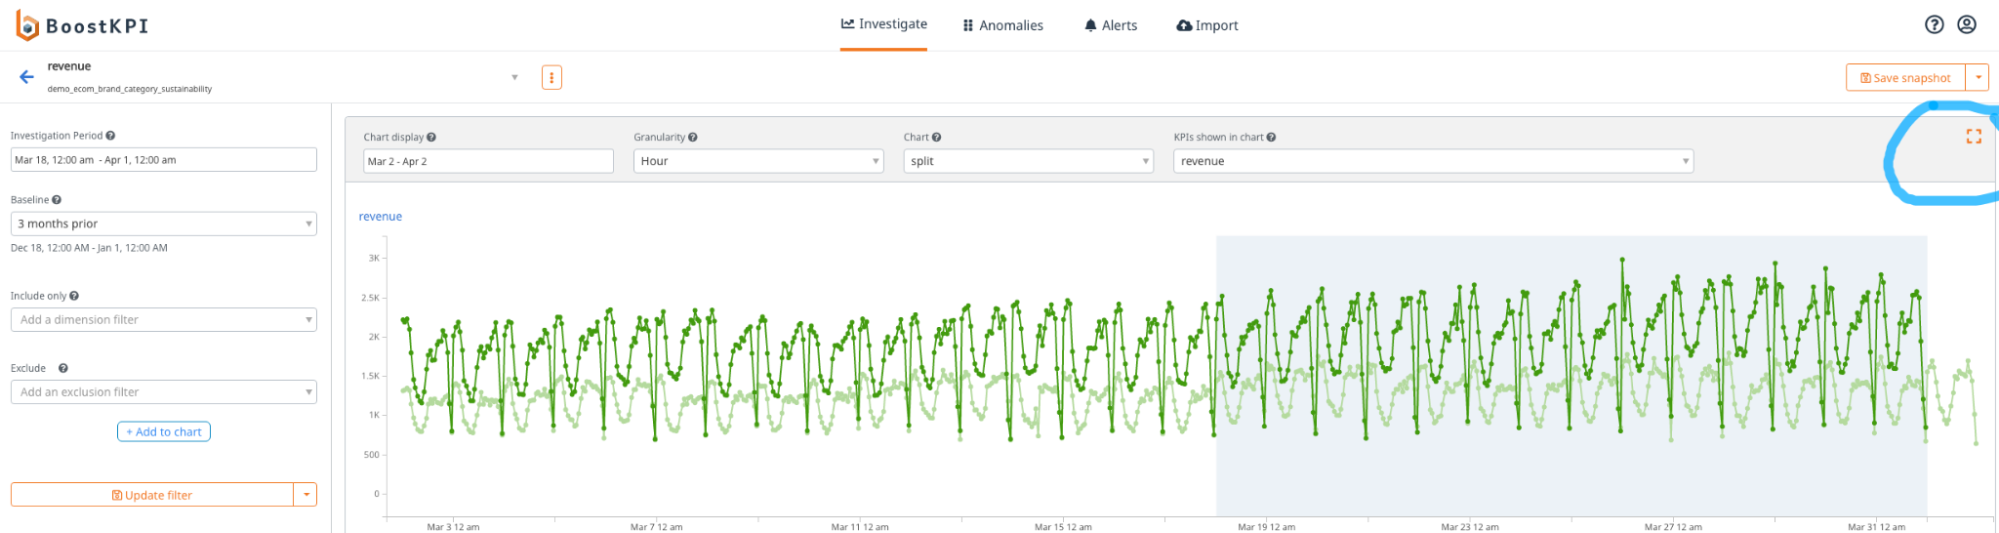 BoostKPI
Investigate
Anomalies
Alerts
Import
revenue
demo_ecom_brand_category_sustainability
Save snapshot
Investigation Period
Mar 18, 12:00 am - Apr 1, 12:00 am
Baseline
3 months prior
Dec 18, 12:00 AM - Jan 1, 12:00 AM
Include only
Add a dimension filter
Exclude
Add an exclusion filter
+ Add to chart
Update filter
Chart display
Mar 2 - Apr 2
Granularity
Hour
Chart
split
KPIs shown in chart
revenue
revenue
3K
2.5K
2K
1.5K
1K
500
0
Mar 3 12 am
Mar 7 12 am
Mar 11 12 am
Mar 15 12 am
Mar 19 12 am
Mar 23 12 am
Mar 27 12 am
Mar 31 12 am